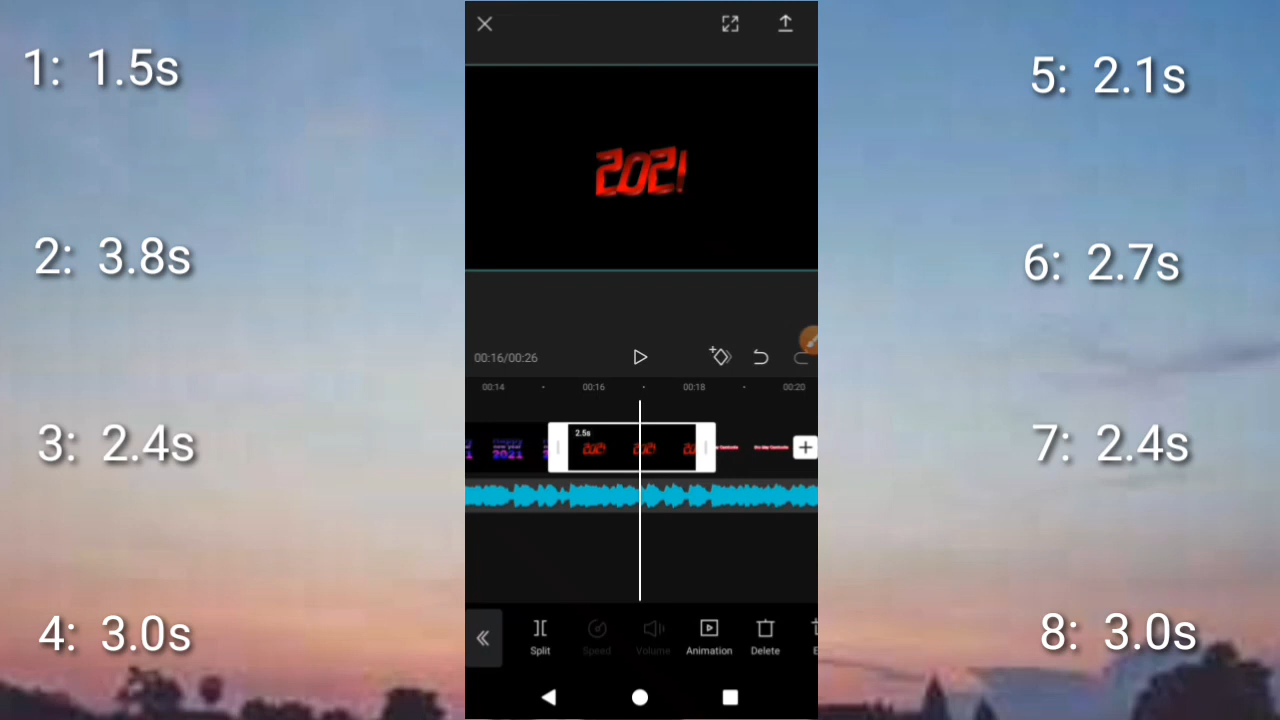 1: 1.5s
2: 3.8s
3: 2.4s
4: 3.0s
2021
00:16/00:26
00:14 00:16 00:18 00:20
2021 2.5s
Split Speed Volume Animation Delete
5: 2.1s
6: 2.7s
7: 2.4s
8: 3.0s